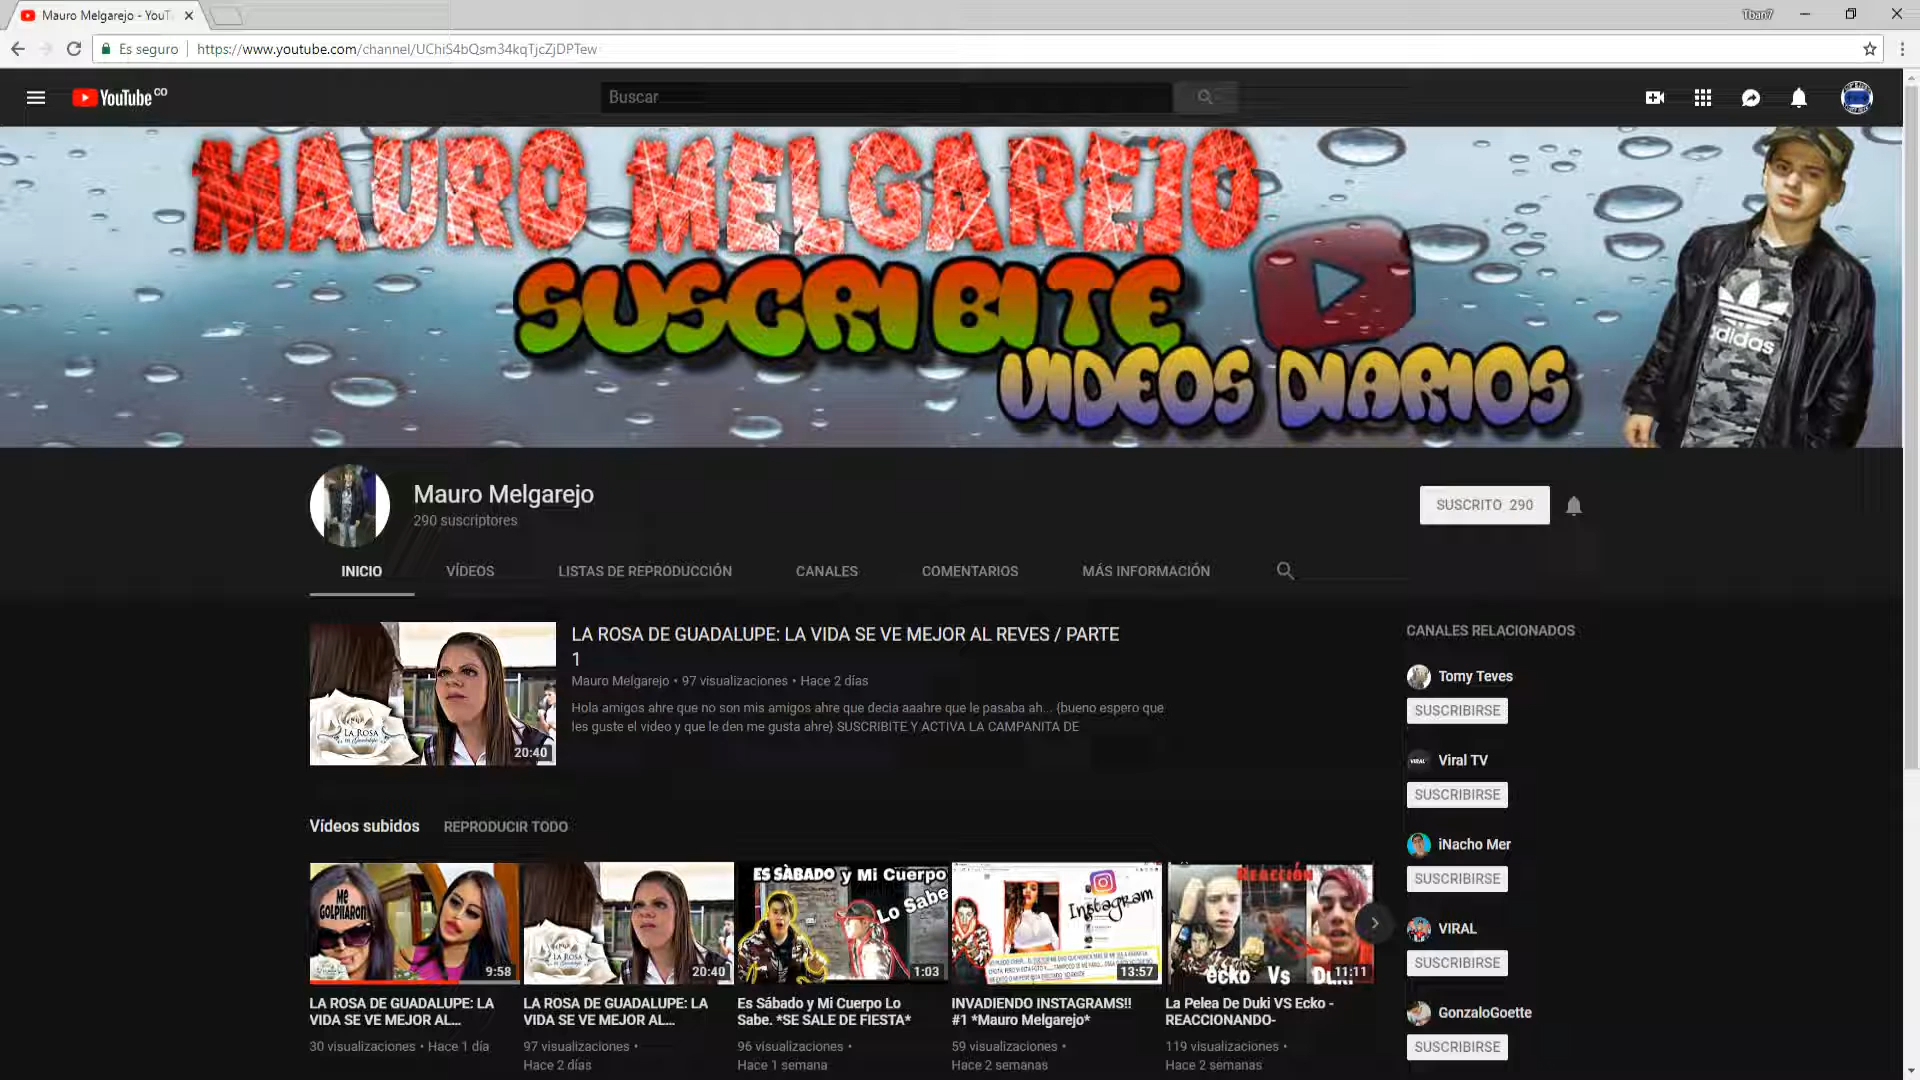 Mauro Melgarejo - YouT
Tban7
Es seguro
https://www.youtube.com/channel/UChiS4bQsm34kqTjcZjDPTew
YouTube CO
Buscar
MAURO MELGAREJO
SUSCRIBITE
VIDEOS DIARIOS
adidas
Mauro Melgarejo
290 suscriptores
SUSCRITO 290
INICIO
VÍDEOS
LISTAS DE REPRODUCCIÓN
CANALES
COMENTARIOS
MÁS INFORMACIÓN
LA ROSA
de Guadalupe
20:40
LA ROSA DE GUADALUPE: LA VIDA SE VE MEJOR AL REVES / PARTE
1
Mauro Melgarejo • 97 visualizaciones • Hace 2 días
Hola amigos ahre que no son mis amigos ahre que decia aaahre que le pasaba ah... {bueno espero que
les guste el video y que le den me gusta ahre} SUSCRIBITE Y ACTIVA LA CAMPANITA DE
CANALES RELACIONADOS
Tomy Teves
SUSCRIBIRSE
Viral TV
SUSCRIBIRSE
iNacho Mer
SUSCRIBIRSE
VIRAL
SUSCRIBIRSE
GonzaloGoette
SUSCRIBIRSE
Vídeos subidos
REPRODUCIR TODO
ME
GOLPIIARON
9:58
LA ROSA DE GUADALUPE: LA
VIDA SE VE MEJOR AL...
30 visualizaciones • Hace 1 día
LA ROSA
20:40
LA ROSA DE GUADALUPE: LA
VIDA SE VE MEJOR AL...
97 visualizaciones •
Hace 2 días
ES SÀBADO y Mi Cuerpo
Lo Sabe
1:03
Es Sábado y Mi Cuerpo Lo
Sabe. *SE SALE DE FIESTA*
96 visualizaciones •
Hace 1 semana
Instagram
13:57
INVADIENDO INSTAGRAMS!!
#1 *Mauro Melgarejo*
59 visualizaciones •
Hace 2 semanas
Reacción
ecko Vs Duki
11:11
La Pelea De Duki VS Ecko -
REACCIONANDO-
119 visualizaciones •
Hace 2 semanas